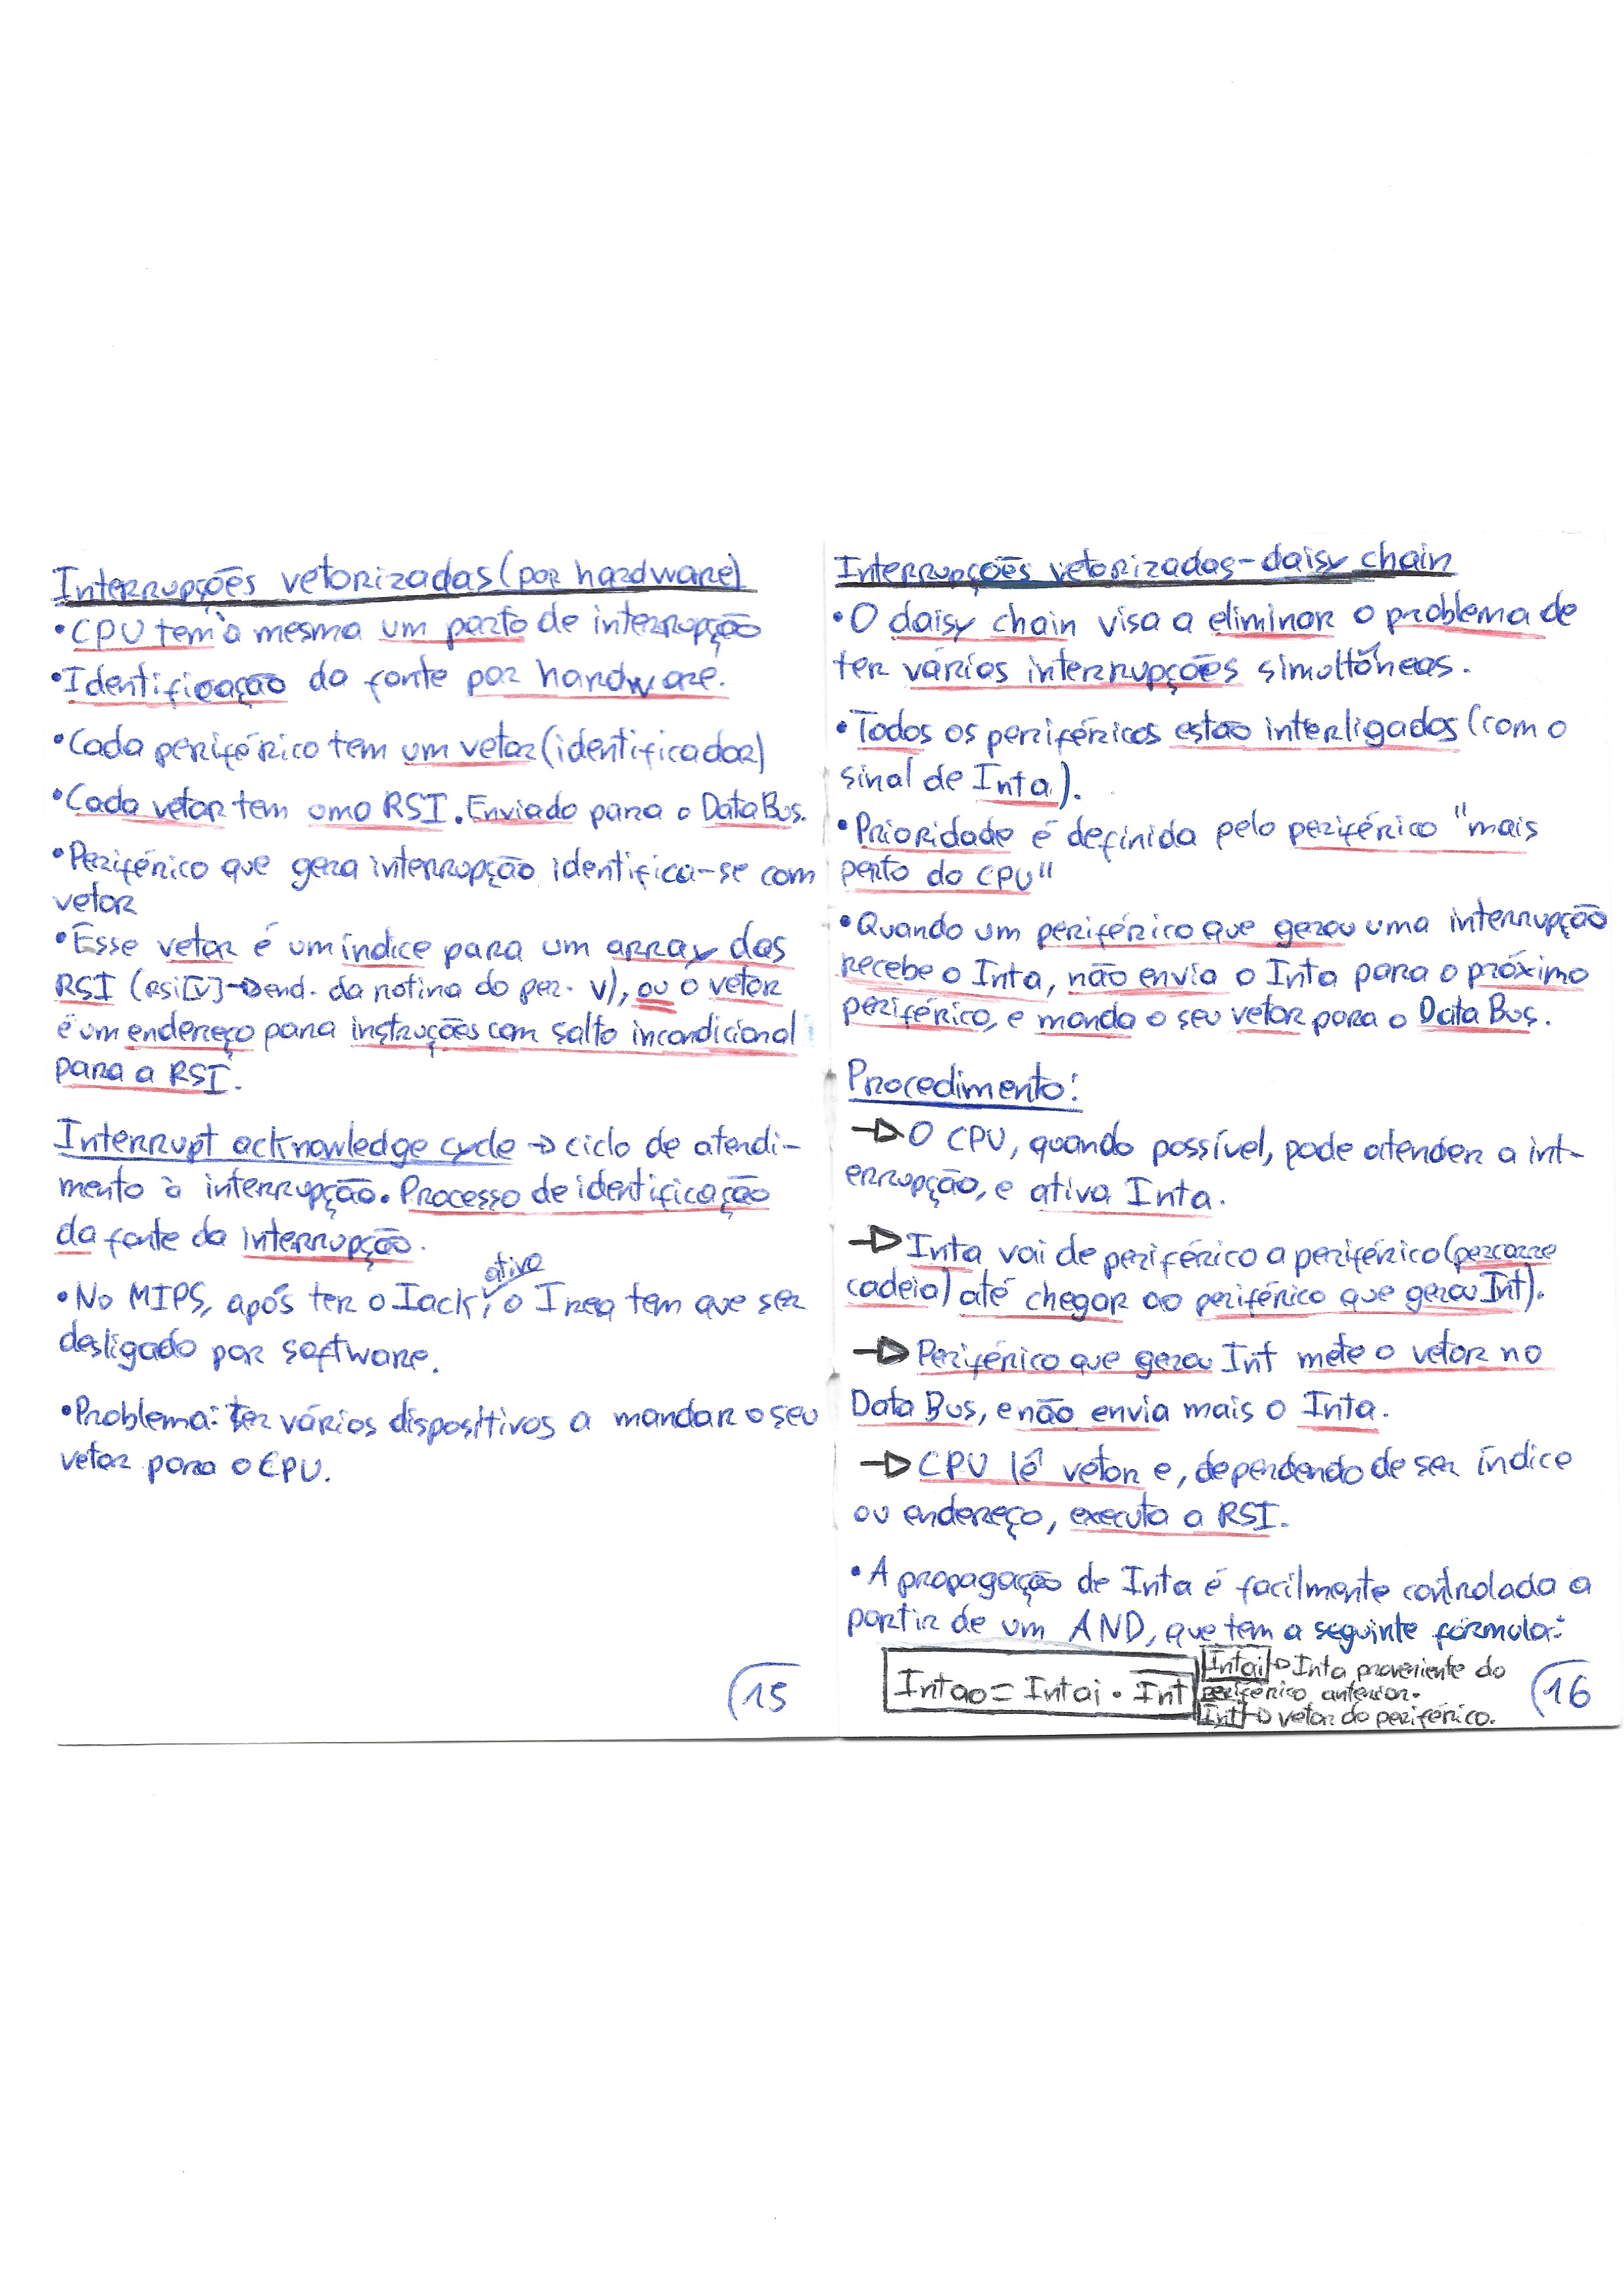 Interrupções vetorizadas (por hardware)
•CPU tem à mesma um porto de interrupção
•Identificação da fonte por hardware.
•Cada periférico tem um vetor (identificador)
•Cada vetor tem uma RSI. Enviado para o Data Bus.
•Periférico que gera interrupção identifica-se com
vetor
•Esse vetor é um índice para um array das
RSI (rsi[v]→end. da rotina do per. v), ou o vetor
é um endereço para instruções com salto incondicional
para a RSI.
Interrupt acknowledge cycle → ciclo de atendi-
mento à interrupção. Processo de identificação
da fonte da interrupção.
•No MIPS, após ter o Iack ativo, o Ireq tem que ser
desligado por software.
•Problema: Ter vários dispositivos a mandar o seu
vetor para o CPU.
15
Interrupções vetorizadas-daisy chain
•O daisy chain visa a eliminar o problema de
ter várias interrupções simultâneas.
•Todos os periféricos estão interligados (com o
sinal de Inta).
•Prioridade é definida pelo periférico "mais
perto do CPU"
•Quando um periférico que gerou uma interrupção
recebe o Inta, não envia o Inta para o próximo
periférico, e manda o seu vetor para o Data Bus.
Procedimento:
→O CPU, quando possível, pode atender a int-
errupção, e ativa Inta.
→Inta vai de periférico a periférico (percorre
cadeia) até chegar ao periférico que gerou Int).
→Periférico que gerou Int mete o vetor no
Data Bus, e não envia mais o Inta.
→CPU lê vetor e, dependendo de ser índice
ou endereço, executa a RSI.
•A propagação de Inta é facilmente controlada a
partir de um AND, que tem a seguinte fórmula:
Intao = Intai • I̅n̅t̅
Intai→Inta proveniente do
periférico anterior.
Int→vetor do periférico.
16